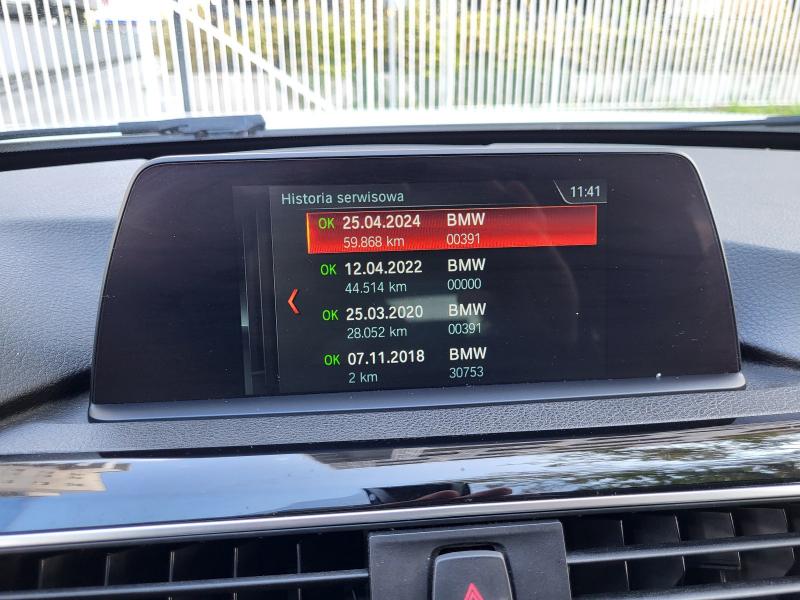 Historia serwisowa 11:41
OK 25.04.2024 BMW
59.868 km 00391
OK 12.04.2022 BMW
44.514 km 00000
OK 25.03.2020 BMW
28.052 km 00391
OK 07.11.2018 BMW
2 km 30753